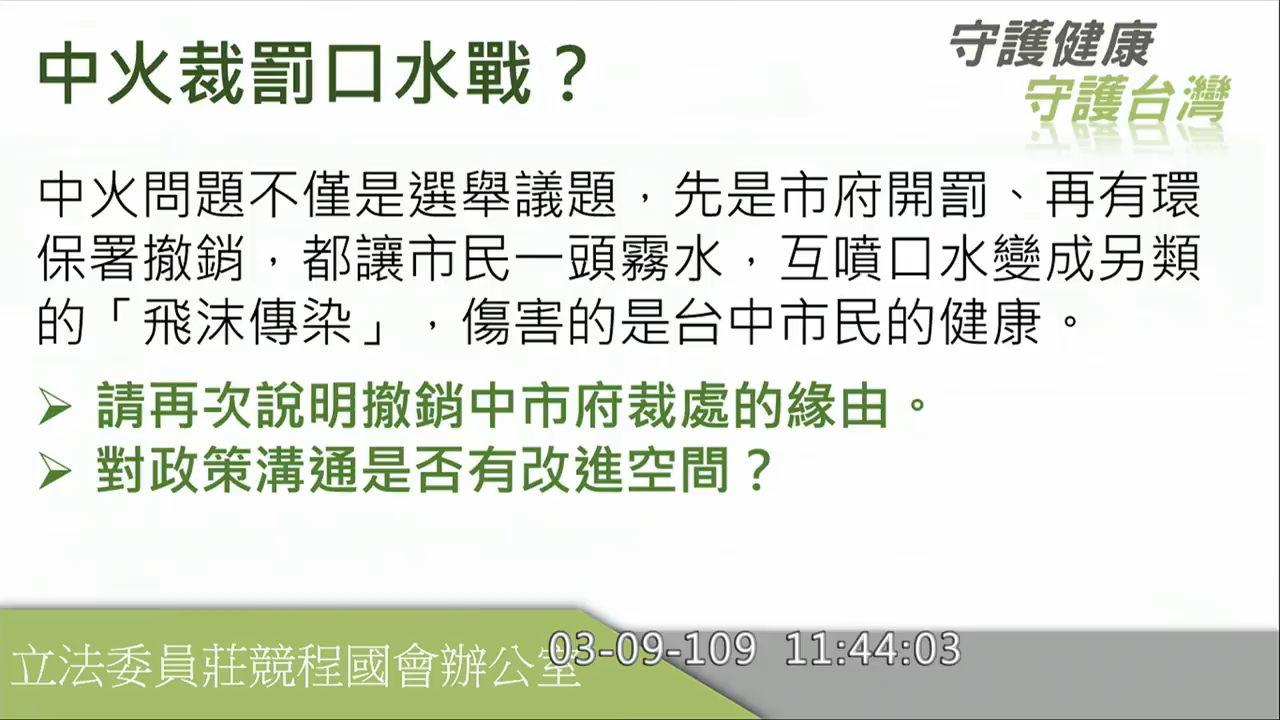 中火裁罰口水戰？
守護健康
守護台灣
中火問題不僅是選舉議題，先是市府開罰、再有環
保署撤銷，都讓市民一頭霧水，互噴口水變成另類
的「飛沫傳染」，傷害的是台中市民的健康。
➢ 請再次說明撤銷中市府裁處的緣由。
➢ 對政策溝通是否有改進空間？
立法委員莊競程國會辦公室
03-09-109 11:44:03